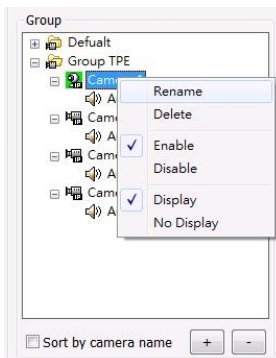 Group
Defualt
Group TPE
Rename
Delete
Enable
Disable
Display
No Display
Sort by camera name + -